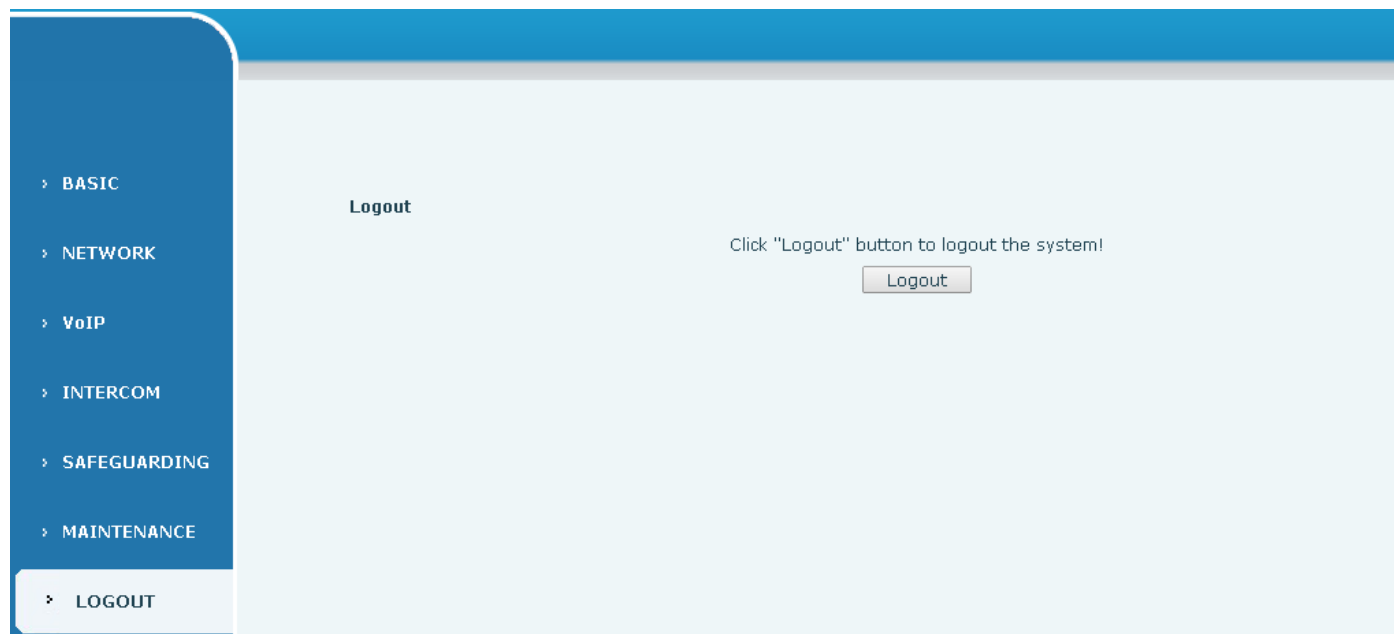 BASIC
NETWORK
VoIP
INTERCOM
SAFEGUARDING
MAINTENANCE
LOGOUT
Logout
Click "Logout" button to logout the system!
Logout